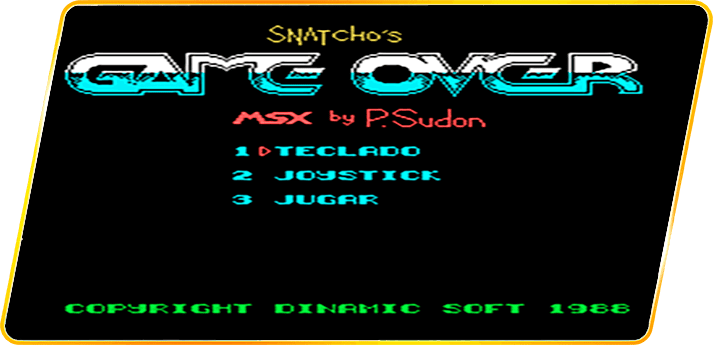 SNATCHO'S
GAME OVER
MSX by P.Sudon
1 TECLADO
2 JOYSTICK
3 JUGAR
COPYRIGHT DINAMIC SOFT 1988